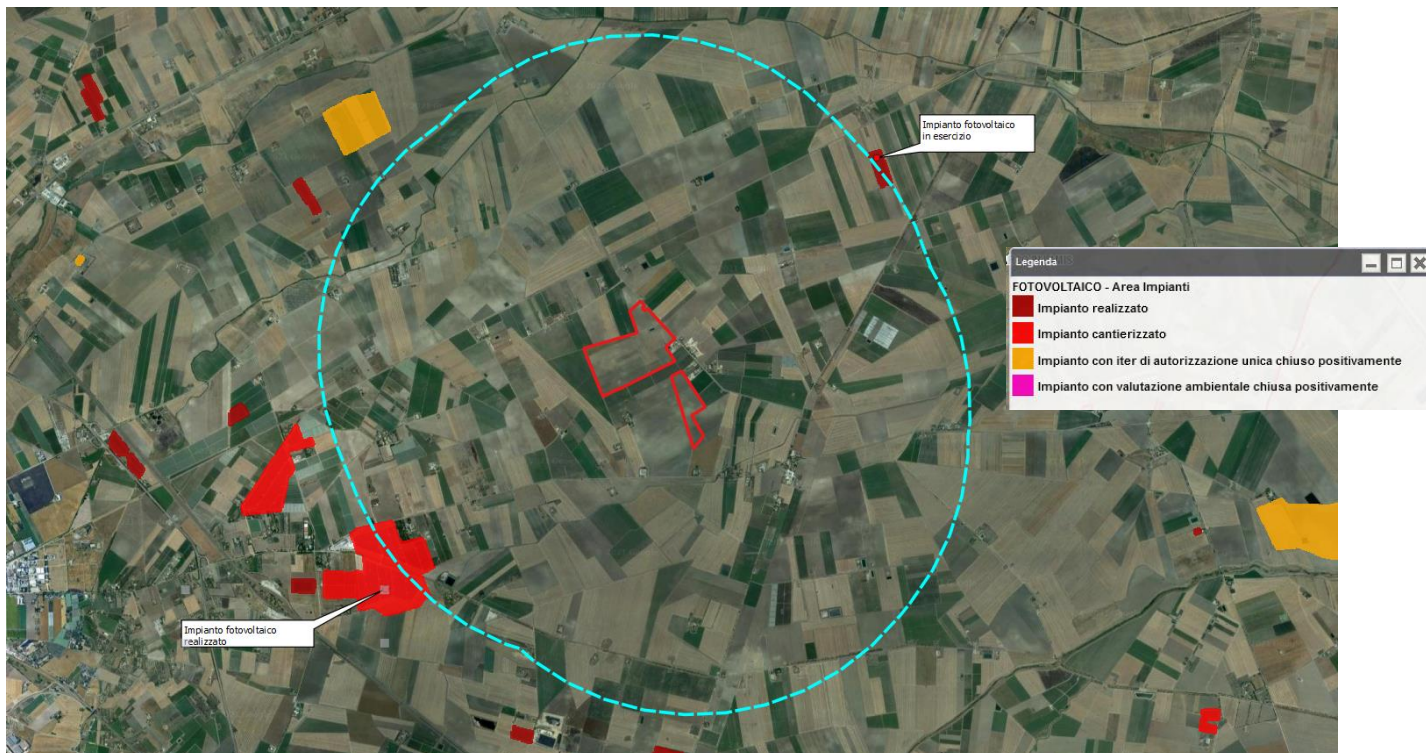 Impianto fotovoltaico
in esercizio
Legenda
FOTOVOLTAICO - Area Impianti
Impianto realizzato
Impianto cantierizzato
Impianto con iter di autorizzazione unica chiuso positivamente
Impianto con valutazione ambientale chiusa positivamente
Impianto fotovoltaico
realizzato